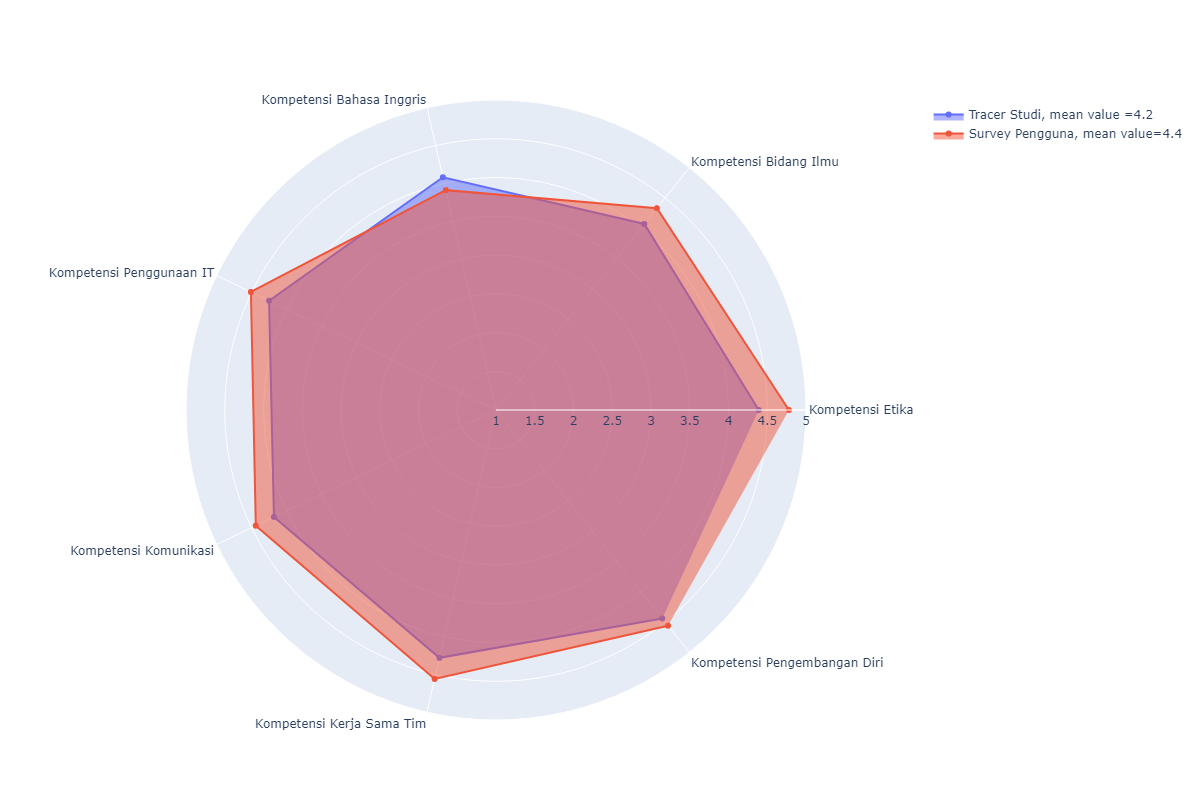 Kompetensi Bahasa Inggris
Tracer Studi, mean value =4.2
Survey Pengguna, mean value=4.4
Kompetensi Bidang Ilmu
Kompetensi Penggunaan IT
Kompetensi Etika
1 1.5 2 2.5 3 3.5 4 4.5 5
Kompetensi Komunikasi
Kompetensi Pengembangan Diri
Kompetensi Kerja Sama Tim